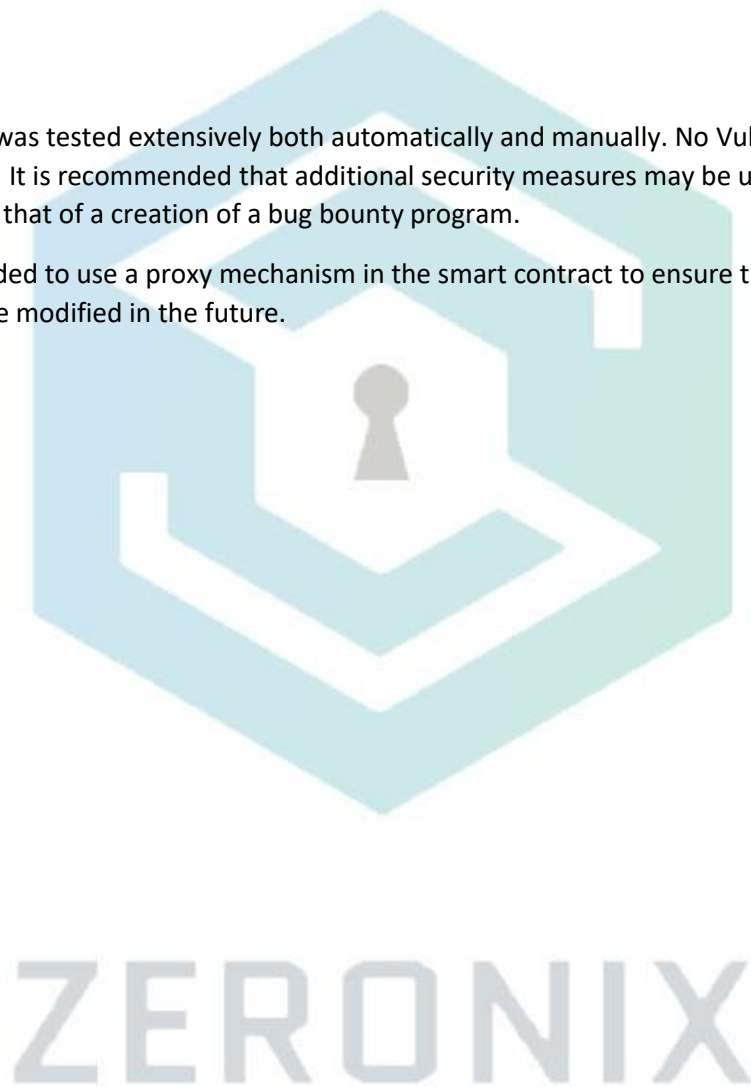 was tested extensively both automatically and manually. No Vul
It is recommended that additional security measures may be u
that of a creation of a bug bounty program.
ded to use a proxy mechanism in the smart contract to ensure t
e modified in the future.
ZERONIX